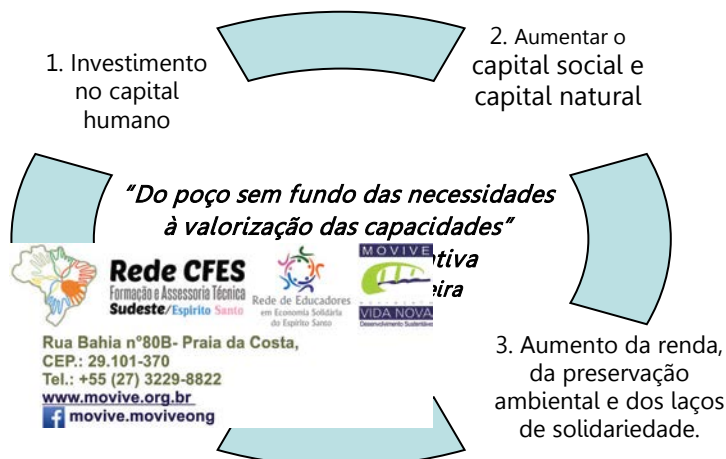 1. Investimento
no capital
humano
2. Aumentar o
capital social e
capital natural
"Do poço sem fundo das necessidades
à valorização das capacidades"
Rede CFES
Formação e Assessoria Técnica
Sudeste/Espírito Santo
Rede de Educadores
em Economia Solidária
do Espírito Santo
MOVIVE
VIDA NOVA
Desenvolvimento Sustentável
Rua Bahia nº80B- Praia da Costa,
CEP.: 29.101-370
Tel.: +55 (27) 3229-8822
www.movive.org.br
movive.moviveong
3. Aumento da renda,
da preservação
ambiental e dos laços
de solidariedade.